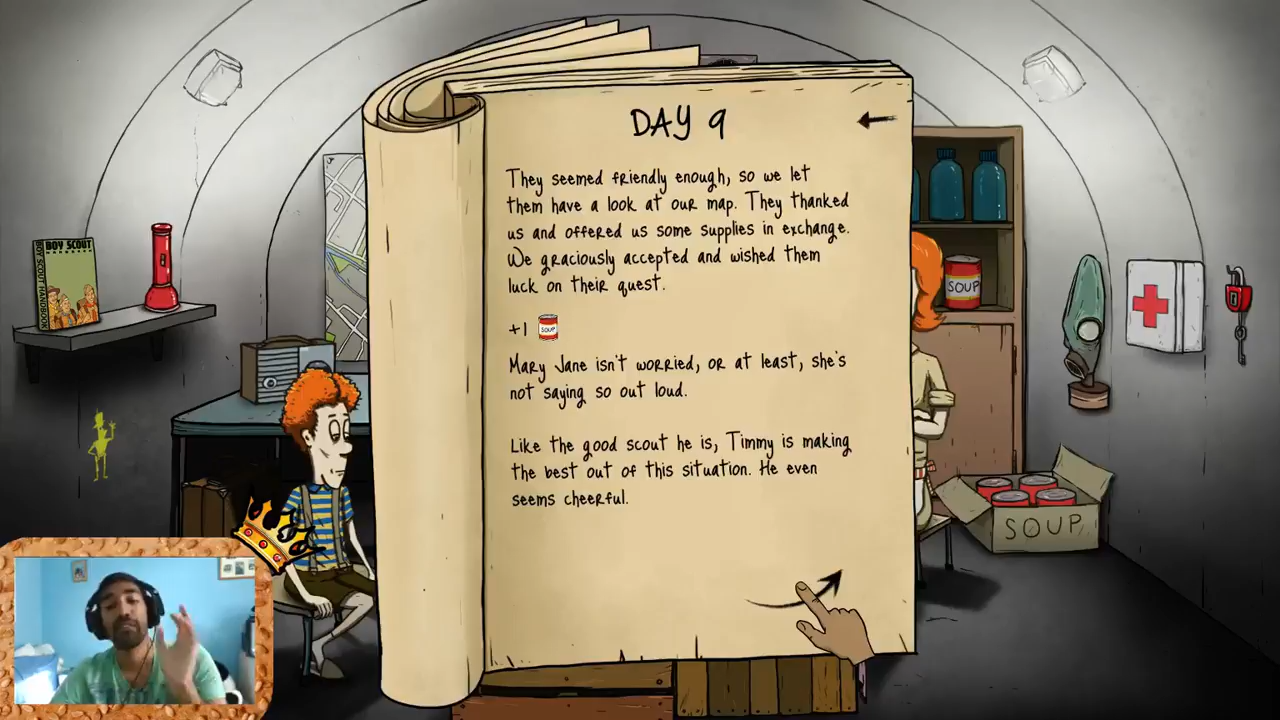 DAY 9
They seemed friendly enough, so we let
them have a look at our map. They thanked
us and offered us some supplies in exchange.
We graciously accepted and wished them
luck on their quest.
+1 SOUP
Mary Jane isn't worried, or at least, she's
not saying so out loud.
Like the good scout he is, Timmy is making
the best out of this situation. He even
seems cheerful.
BOY SCOUT
BOY SCOUT HANDBOOK
SOUP
SOUP